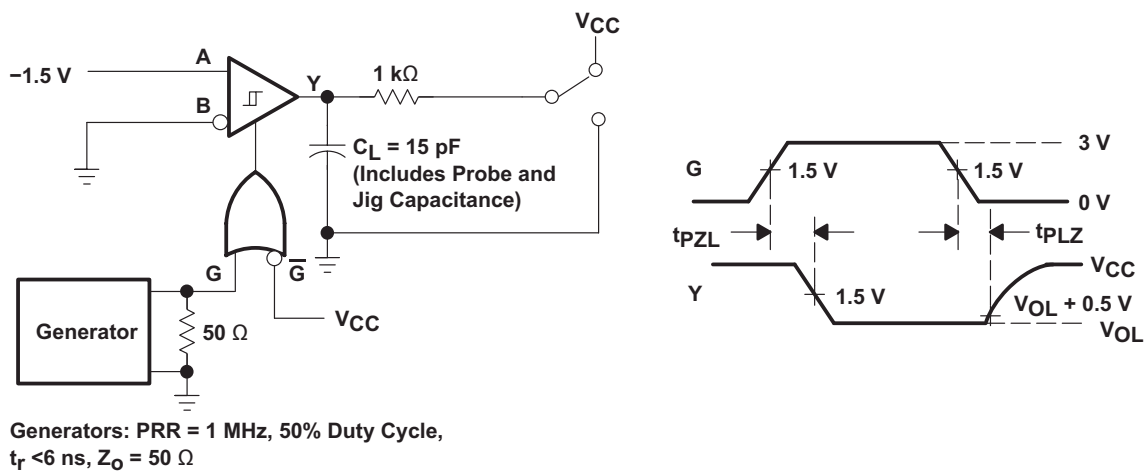 VCC
−1.5 V
A
B
Y
1 kΩ
CL = 15 pF
(Includes Probe and
Jig Capacitance)
G
G̅
VCC
Generator
50 Ω
Generators: PRR = 1 MHz, 50% Duty Cycle,
tr <6 ns, Zo = 50 Ω
G
1.5 V
1.5 V
3 V
0 V
tPZL
tPLZ
Y
1.5 V
VCC
VOL + 0.5 V
VOL